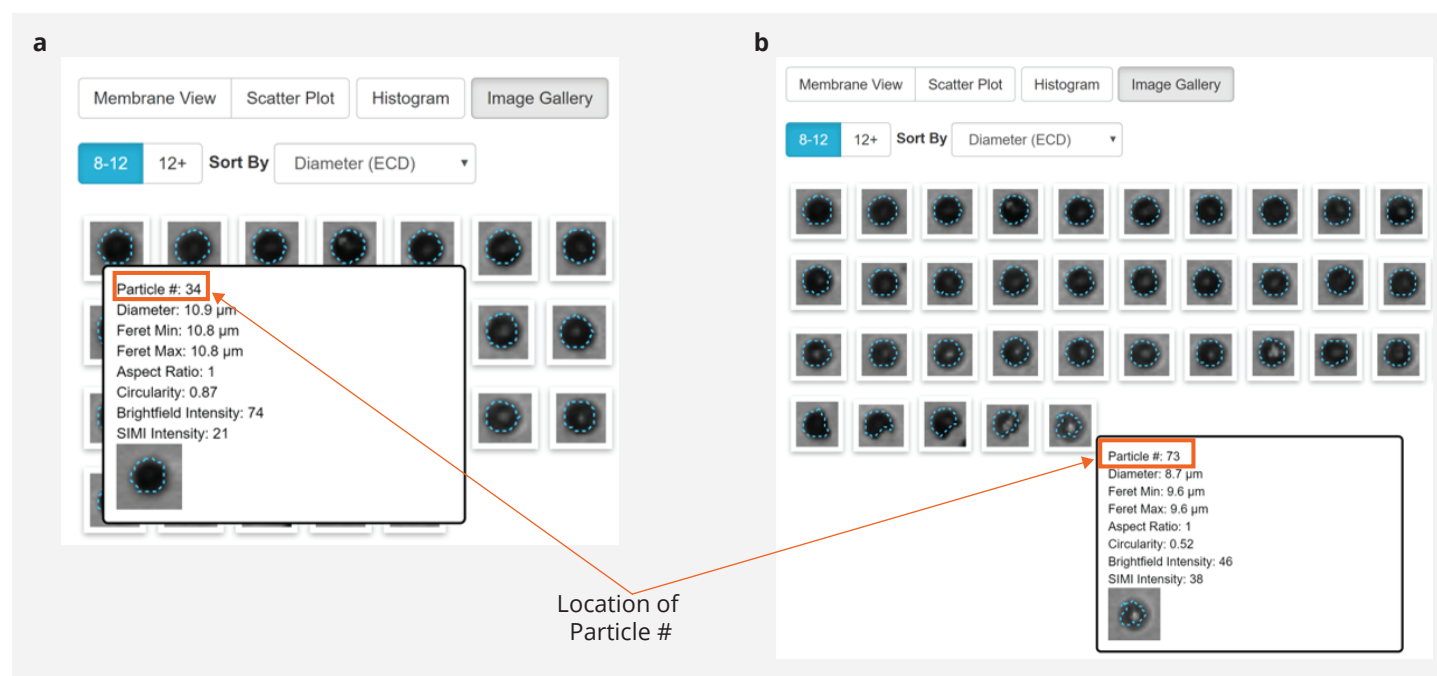 a
Membrane View Scatter Plot Histogram Image Gallery
8-12 12+ Sort By Diameter (ECD)
Particle #: 34
Diameter: 10.9 µm
Feret Min: 10.8 µm
Feret Max: 10.8 µm
Aspect Ratio: 1
Circularity: 0.87
Brightfield Intensity: 74
SIMI Intensity: 21
b
Membrane View Scatter Plot Histogram Image Gallery
8-12 12+ Sort By Diameter (ECD)
Particle #: 73
Diameter: 8.7 µm
Feret Min: 9.6 µm
Feret Max: 9.6 µm
Aspect Ratio: 1
Circularity: 0.52
Brightfield Intensity: 46
SIMI Intensity: 38
Location of
Particle #